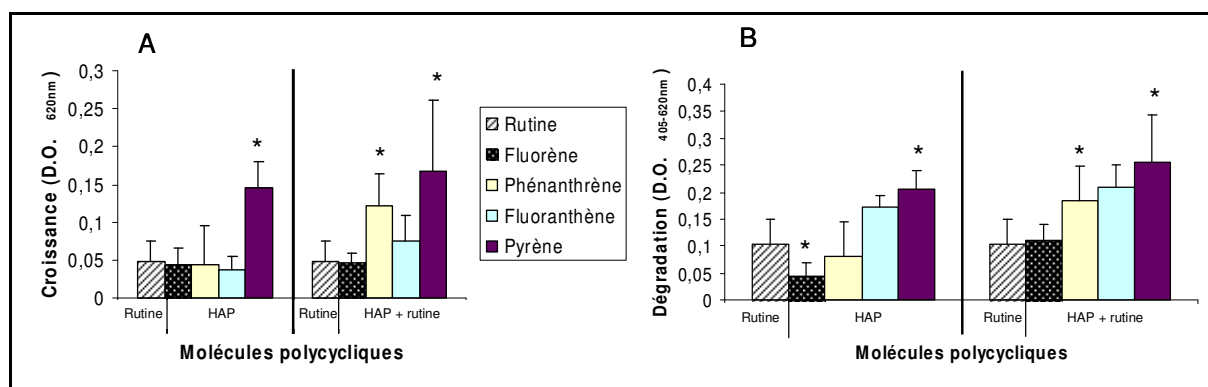 A
Croissance (D.O. 620nm)
0,3
0,25
0,2
0,15
0,1
0,05
0
*
*
*
Rutine
HAP
Rutine
HAP + rutine
Molécules polycycliques
Rutine
Fluorène
Phénanthrène
Fluoranthène
Pyrène
B
Dégradation (D.O. 405-620nm)
0,4
0,35
0,3
0,25
0,2
0,15
0,1
0,05
0
*
*
*
*
Rutine
HAP
Rutine
HAP + rutine
Molécules polycycliques